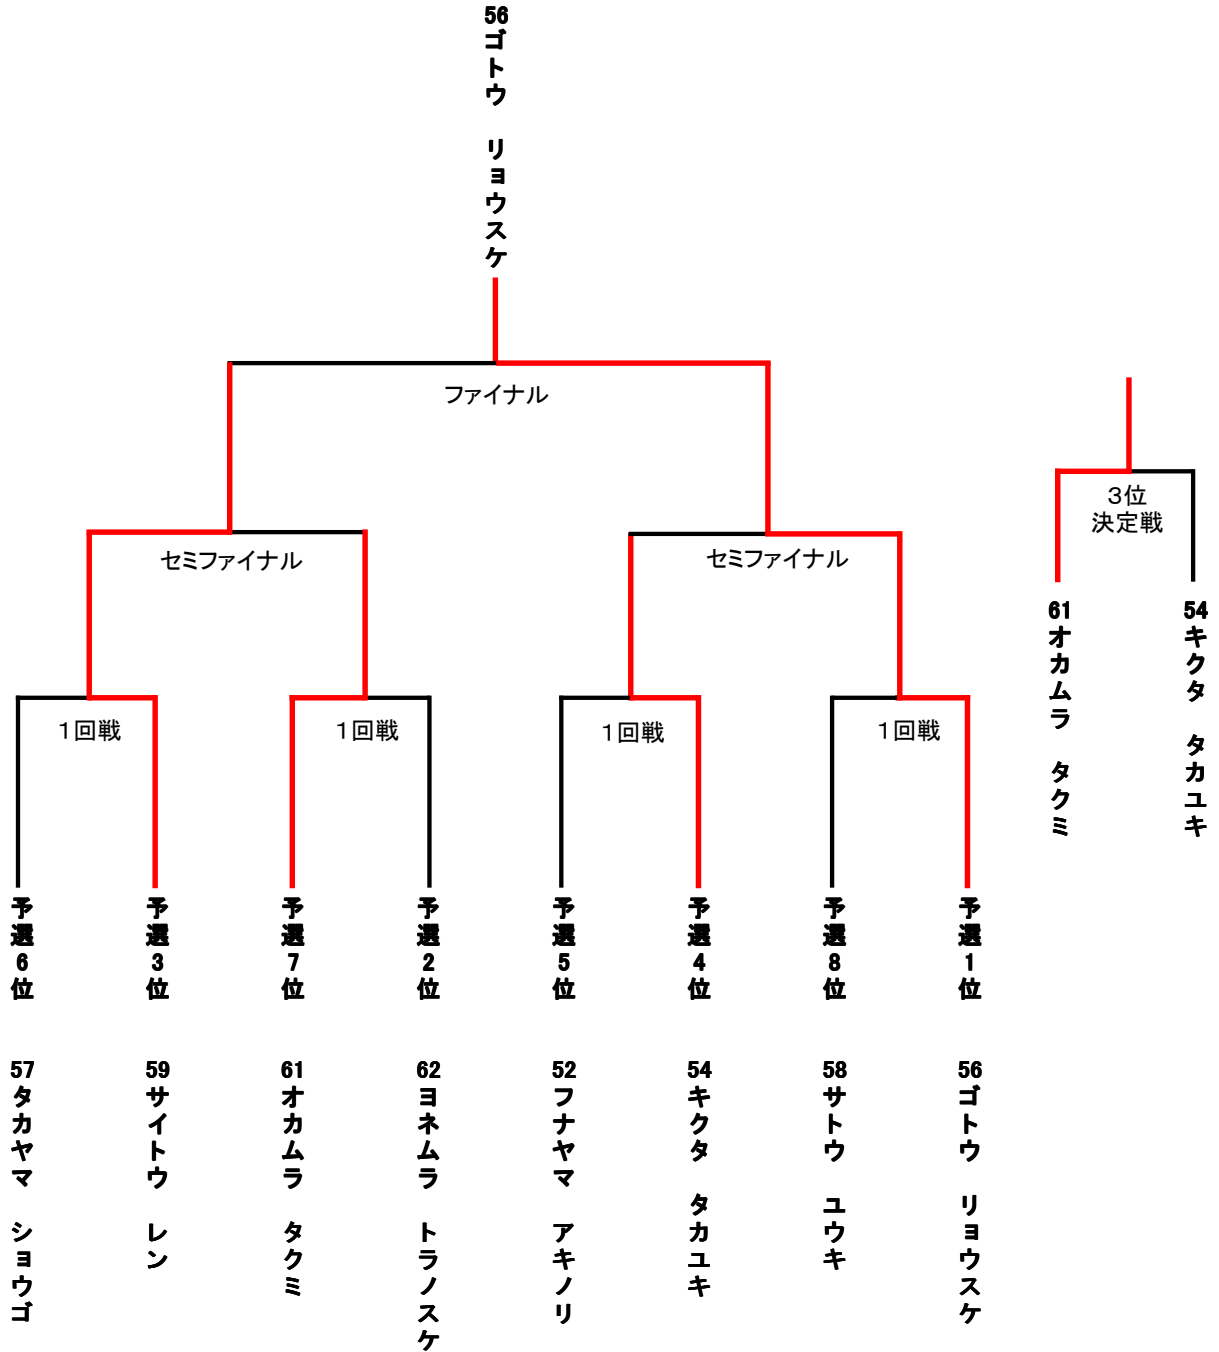 56ゴトウ　リョウスケ
ファイナル
セミファイナル
セミファイナル
3位
決定戦
61オカムラ　タクミ
54キクタ　タカユキ
1回戦
1回戦
1回戦
1回戦
予選6位　57タカヤマ　ショウゴ
予選3位　59サイトウ　レン
予選7位　61オカムラ　タクミ
予選2位　62ヨネムラ　トラノスケ
予選5位　52フナヤマ　アキノリ
予選4位　54キクタ　タカユキ
予選8位　58サトウ　ユウキ
予選1位　56ゴトウ　リョウスケ